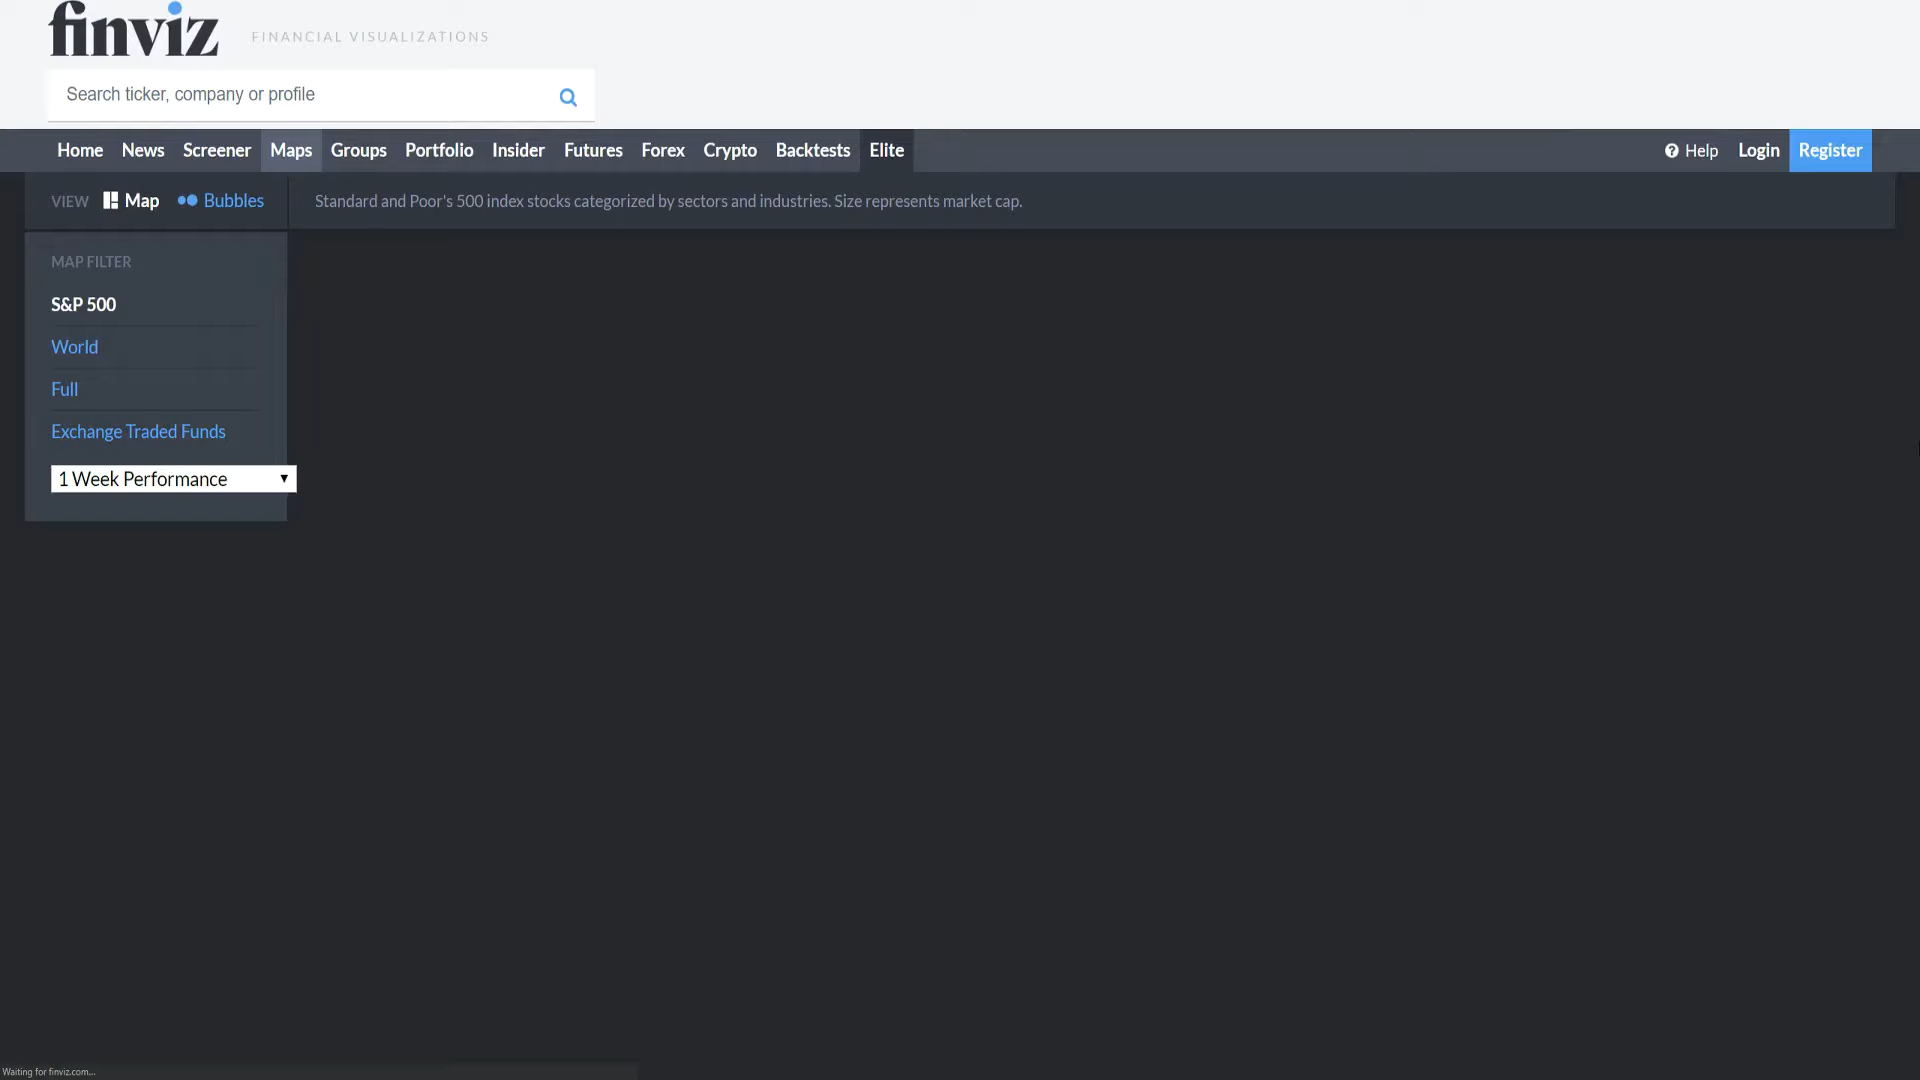 finviz FINANCIAL VISUALIZATIONS
Search ticker, company or profile
Home News Screener Maps Groups Portfolio Insider Futures Forex Crypto Backtests Elite Help Login Register
VIEW Map Bubbles Standard and Poor's 500 index stocks categorized by sectors and industries. Size represents market cap.
MAP FILTER
S&P 500
World
Full
Exchange Traded Funds
1 Week Performance
Waiting for finviz.com...